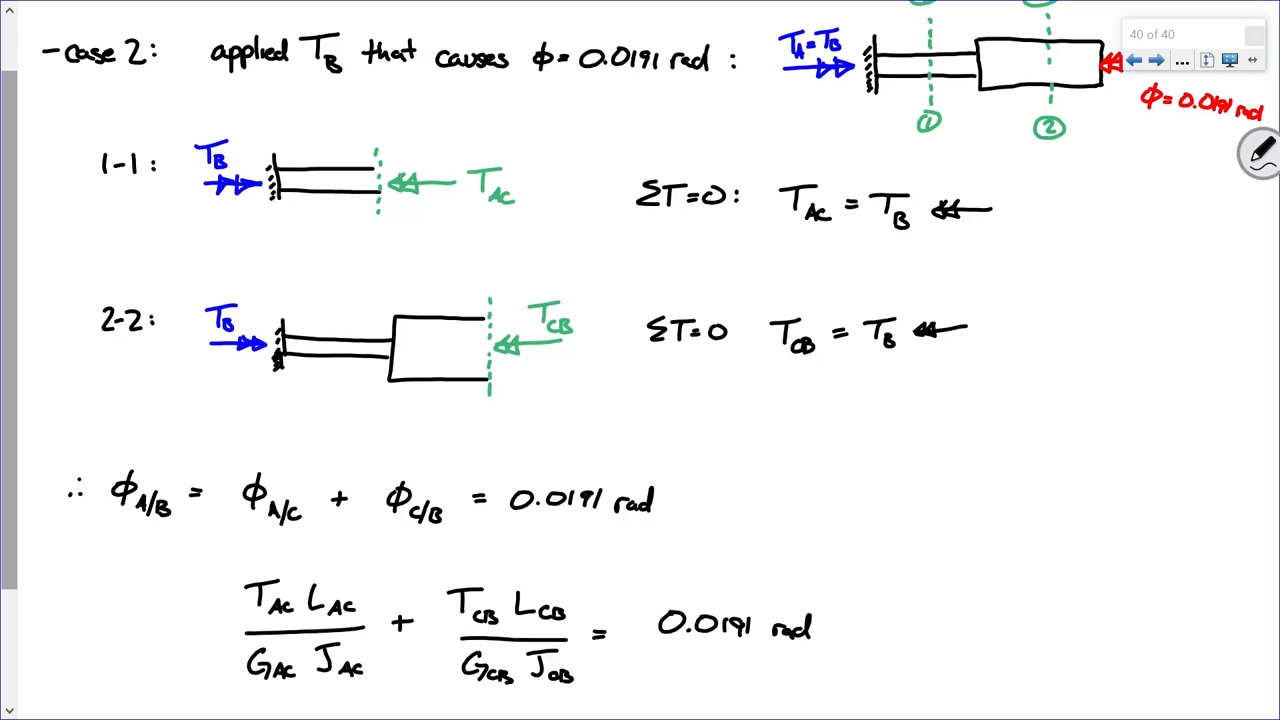 -case 2: applied T_B that causes φ = 0.0191 rad :
T_A = T_B
40 of 40
φ = 0.0191 rad
① ②
1-1: T_B T_AC ΣT=0: T_AC = T_B
2-2: T_B T_CB ΣT=0 T_CB = T_B
∴ φ_A/B = φ_A/C + φ_C/B = 0.0191 rad
T_AC L_AC / G_AC J_AC + T_CB L_CB / G_CB J_CB = 0.0191 rad